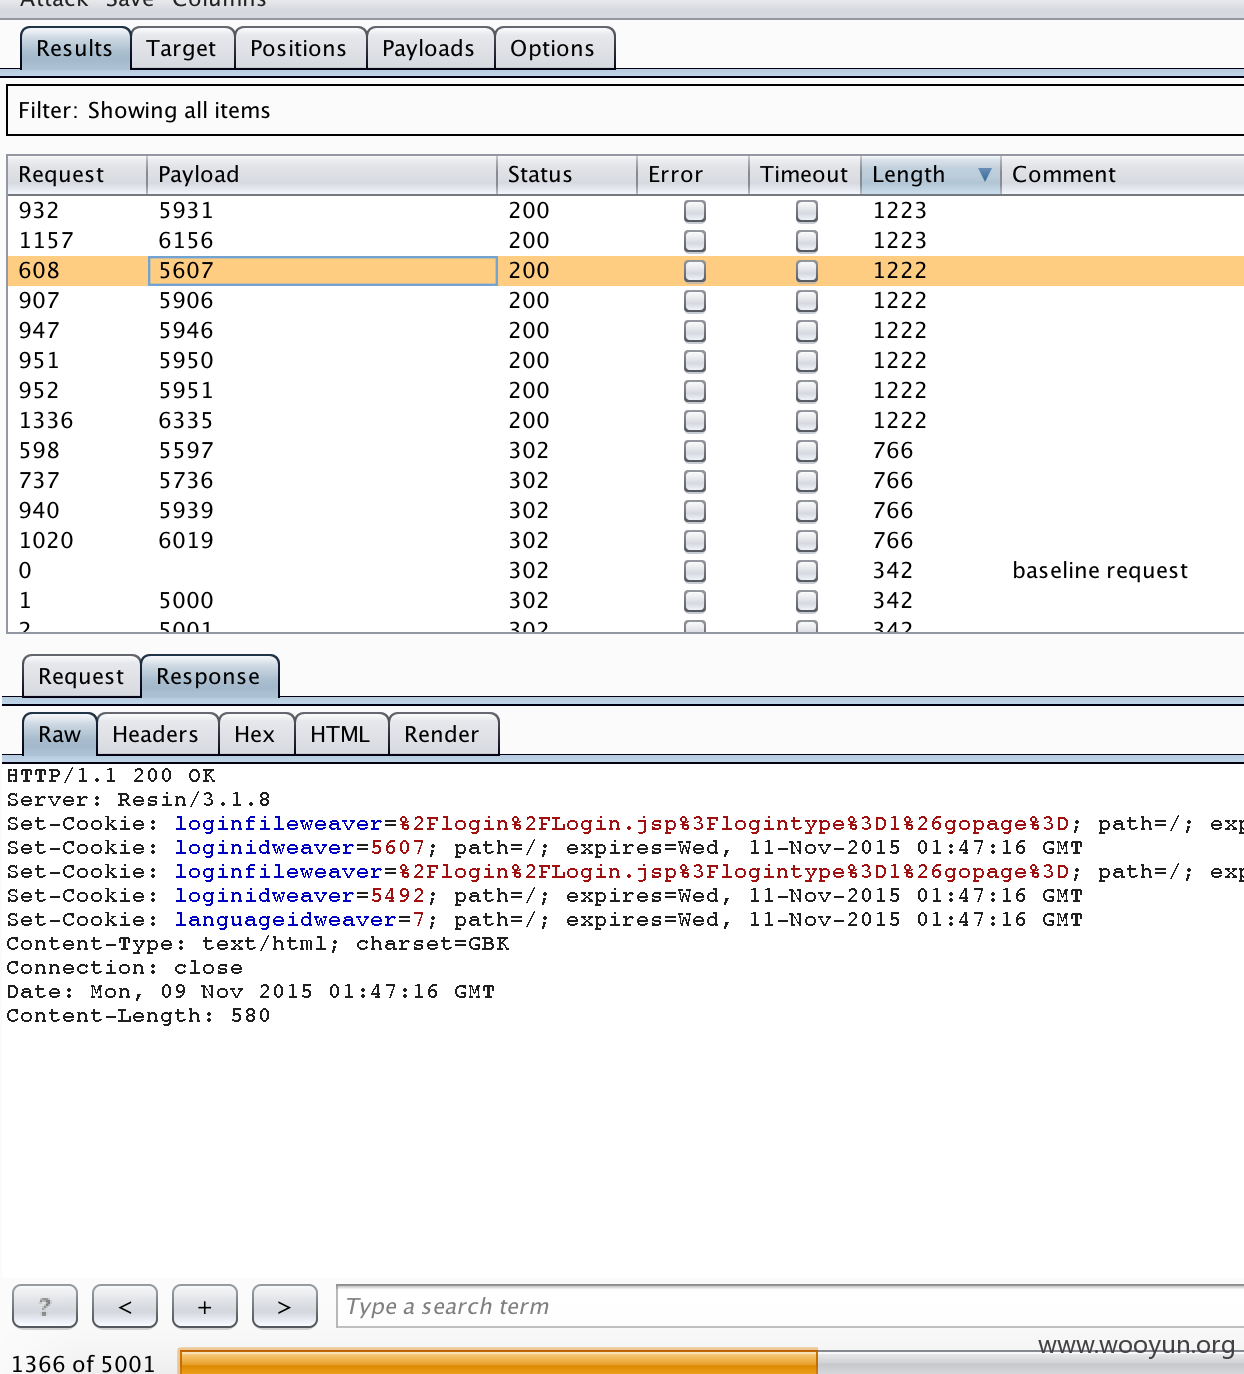 Attack Save Columns
Results Target Positions Payloads Options
Filter: Showing all items
Request Payload Status Error Timeout Length Comment
932 5931 200 1223
1157 6156 200 1223
608 5607 200 1222
907 5906 200 1222
947 5946 200 1222
951 5950 200 1222
952 5951 200 1222
1336 6335 200 1222
598 5597 302 766
737 5736 302 766
940 5939 302 766
1020 6019 302 766
0 302 342 baseline request
1 5000 302 342
2 5001 302 342
Request Response
Raw Headers Hex HTML Render
HTTP/1.1 200 OK
Server: Resin/3.1.8
Set-Cookie: loginfileweaver=%2Flogin%2FLogin.jsp%3Flogintype%3D1%26gopage%3D; path=/; exp
Set-Cookie: loginidweaver=5607; path=/; expires=Wed, 11-Nov-2015 01:47:16 GMT
Set-Cookie: loginfileweaver=%2Flogin%2FLogin.jsp%3Flogintype%3D1%26gopage%3D; path=/; exp
Set-Cookie: loginidweaver=5492; path=/; expires=Wed, 11-Nov-2015 01:47:16 GMT
Set-Cookie: languageidweaver=7; path=/; expires=Wed, 11-Nov-2015 01:47:16 GMT
Content-Type: text/html; charset=GBK
Connection: close
Date: Mon, 09 Nov 2015 01:47:16 GMT
Content-Length: 580
? < + > Type a search term
www.wooyun.org
1366 of 5001